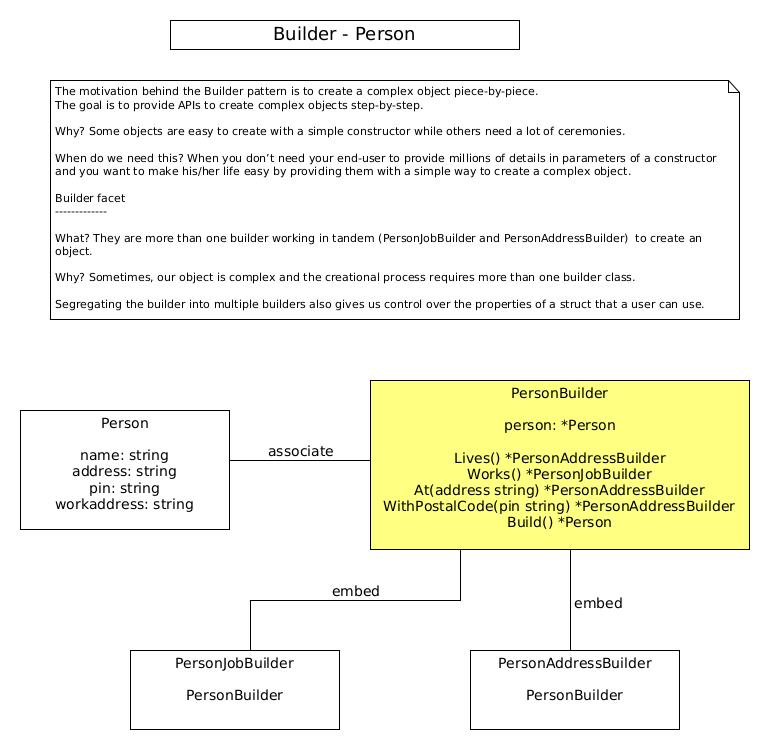 Builder - Person
The motivation behind the Builder pattern is to create a complex object piece-by-piece.
The goal is to provide APIs to create complex objects step-by-step.
Why? Some objects are easy to create with a simple constructor while others need a lot of ceremonies.
When do we need this? When you don’t need your end-user to provide millions of details in parameters of a constructor
and you want to make his/her life easy by providing them with a simple way to create a complex object.
Builder facet
-------------
What? They are more than one builder working in tandem (PersonJobBuilder and PersonAddressBuilder)  to create an
object.
Why? Sometimes, our object is complex and the creational process requires more than one builder class.
Segregating the builder into multiple builders also gives us control over the properties of a struct that a user can use.
Person
name: string
address: string
pin: string
workaddress: string
associate
PersonBuilder
person: *Person
Lives() *PersonAddressBuilder
Works() *PersonJobBuilder
At(address string) *PersonAddressBuilder
WithPostalCode(pin string) *PersonAddressBuilder
Build() *Person
embed
embed
PersonJobBuilder
PersonBuilder
PersonAddressBuilder
PersonBuilder